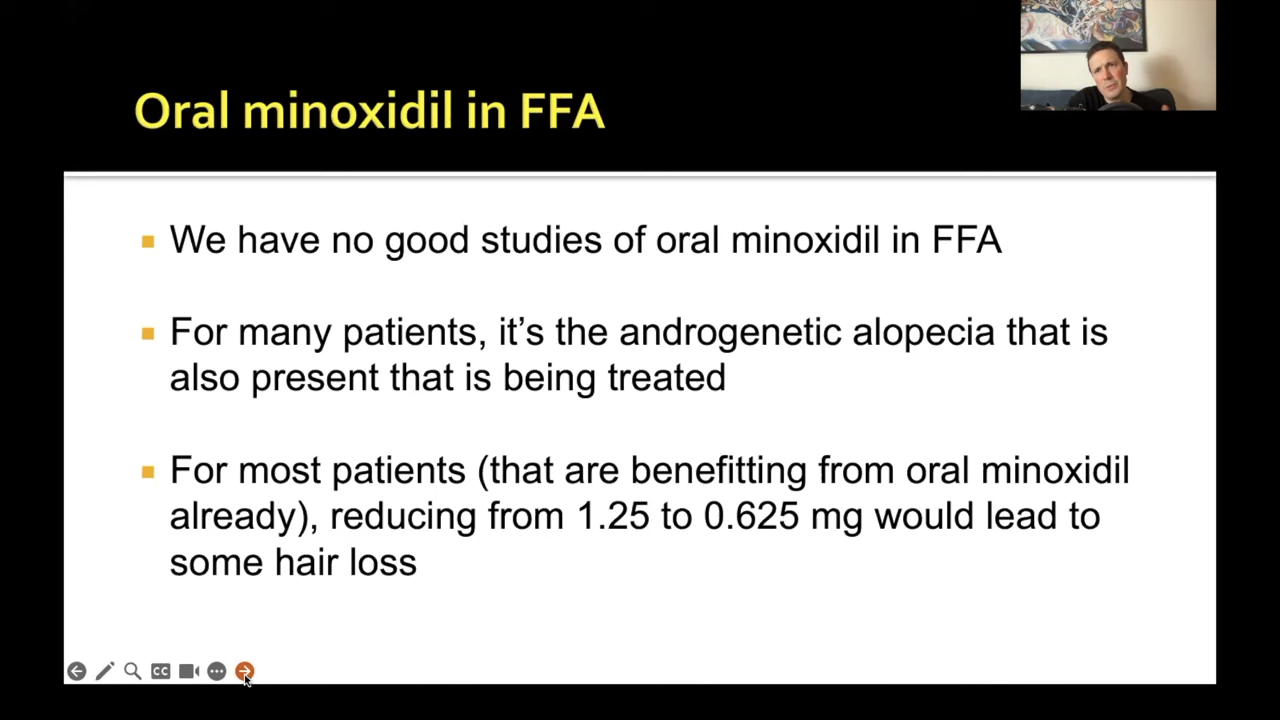 Oral minoxidil in FFA
We have no good studies of oral minoxidil in FFA
For many patients, it’s the androgenetic alopecia that is
also present that is being treated
For most patients (that are benefitting from oral minoxidil
already), reducing from 1.25 to 0.625 mg would lead to
some hair loss
CC